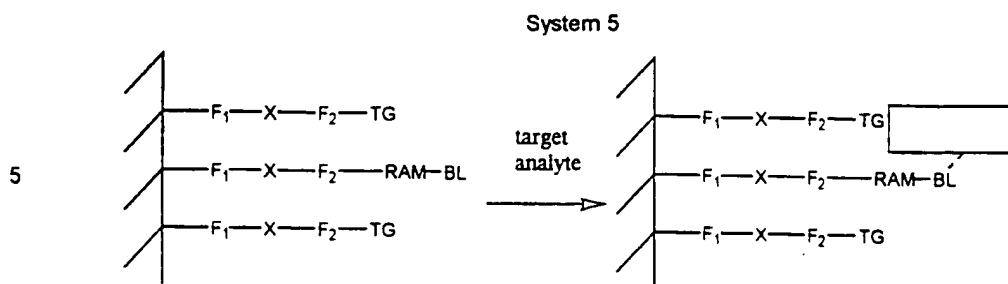 System 5
F₁—X—F₂—TG F₁—X—F₂—TG
target
analyte
5 F₁—X—F₂—RAM—BL F₁—X—F₂—RAM—BL
F₁—X—F₂—TG F₁—X—F₂—TG